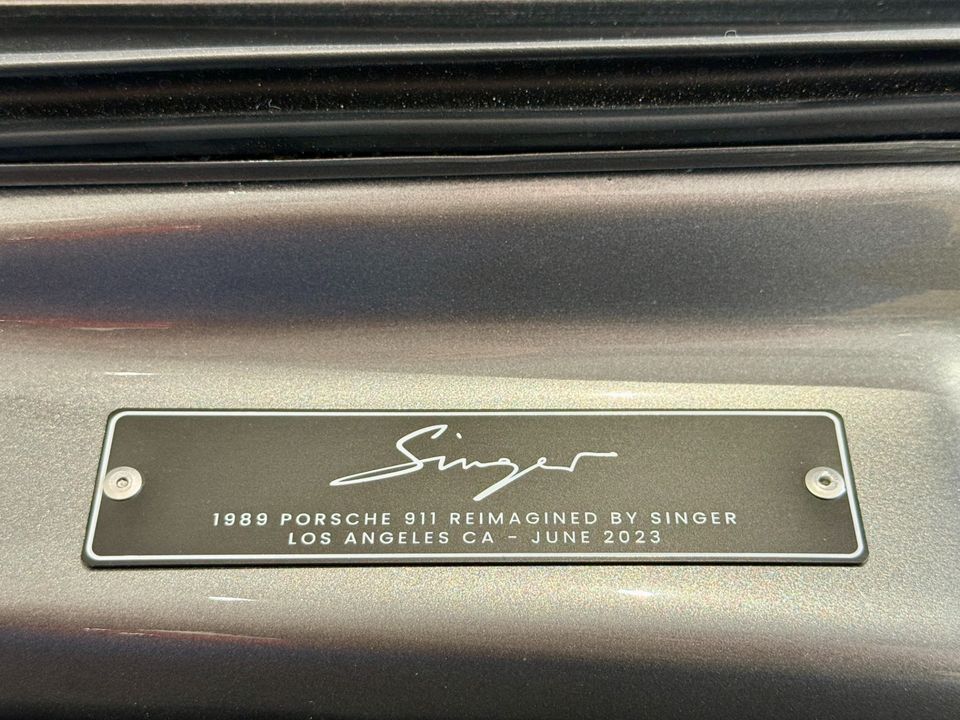 Singer
1989 PORSCHE 911 REIMAGINED BY SINGER
LOS ANGELES CA - JUNE 2023